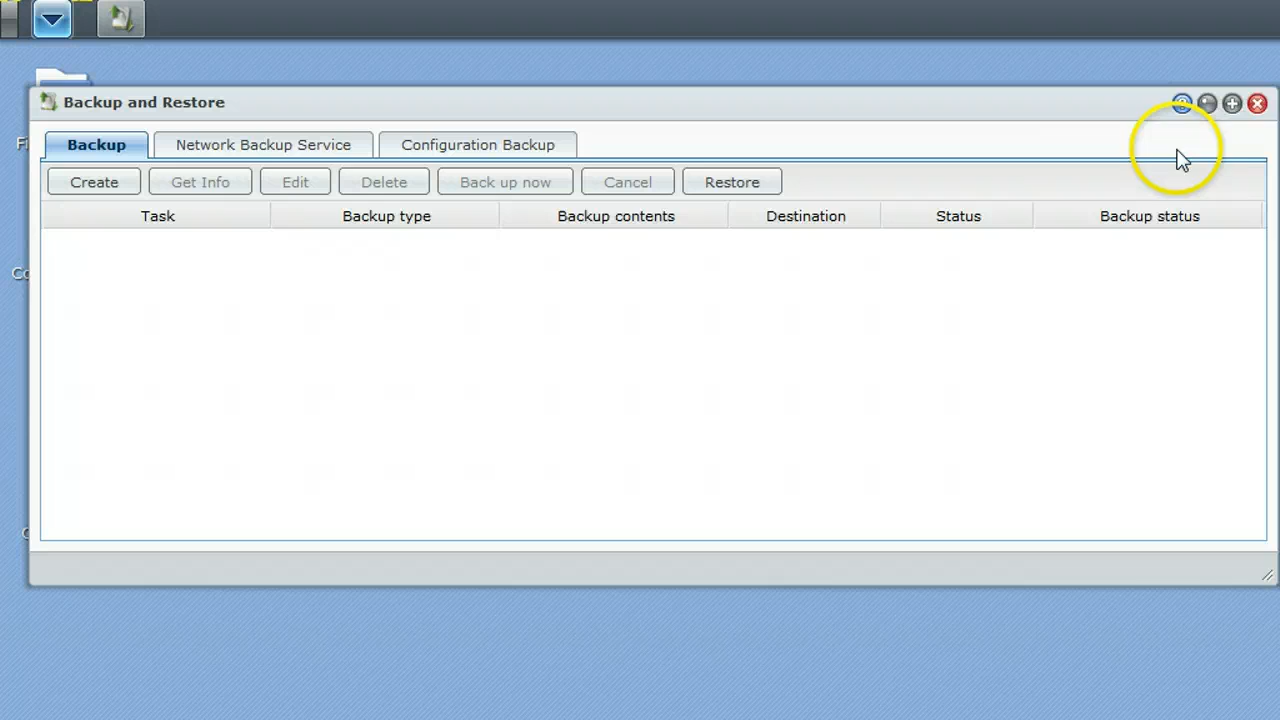 Backup and Restore
Backup Network Backup Service Configuration Backup
Create Get Info Edit Delete Back up now Cancel Restore
Task Backup type Backup contents Destination Status Backup status